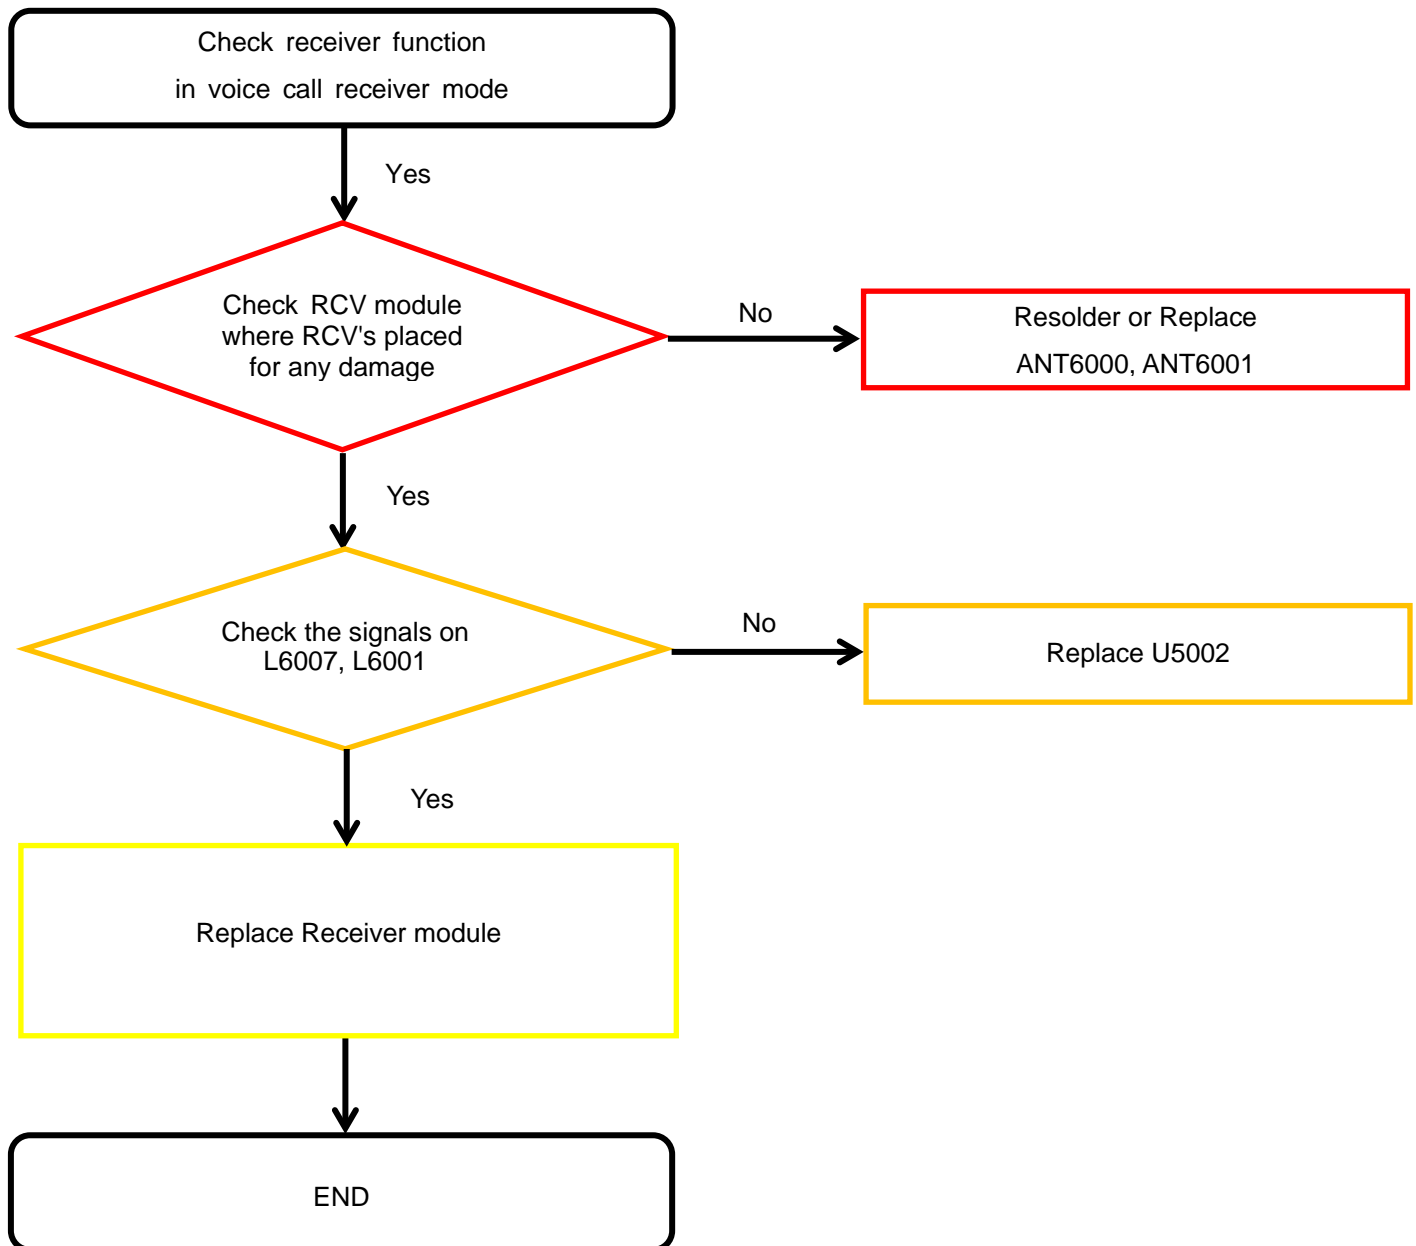 Check receiver function
in voice call receiver mode
Yes
Check RCV module
where RCV's placed
for any damage
No
Resolder or Replace
ANT6000, ANT6001
Yes
Check the signals on
L6007, L6001
No
Replace U5002
Yes
Replace Receiver module
END